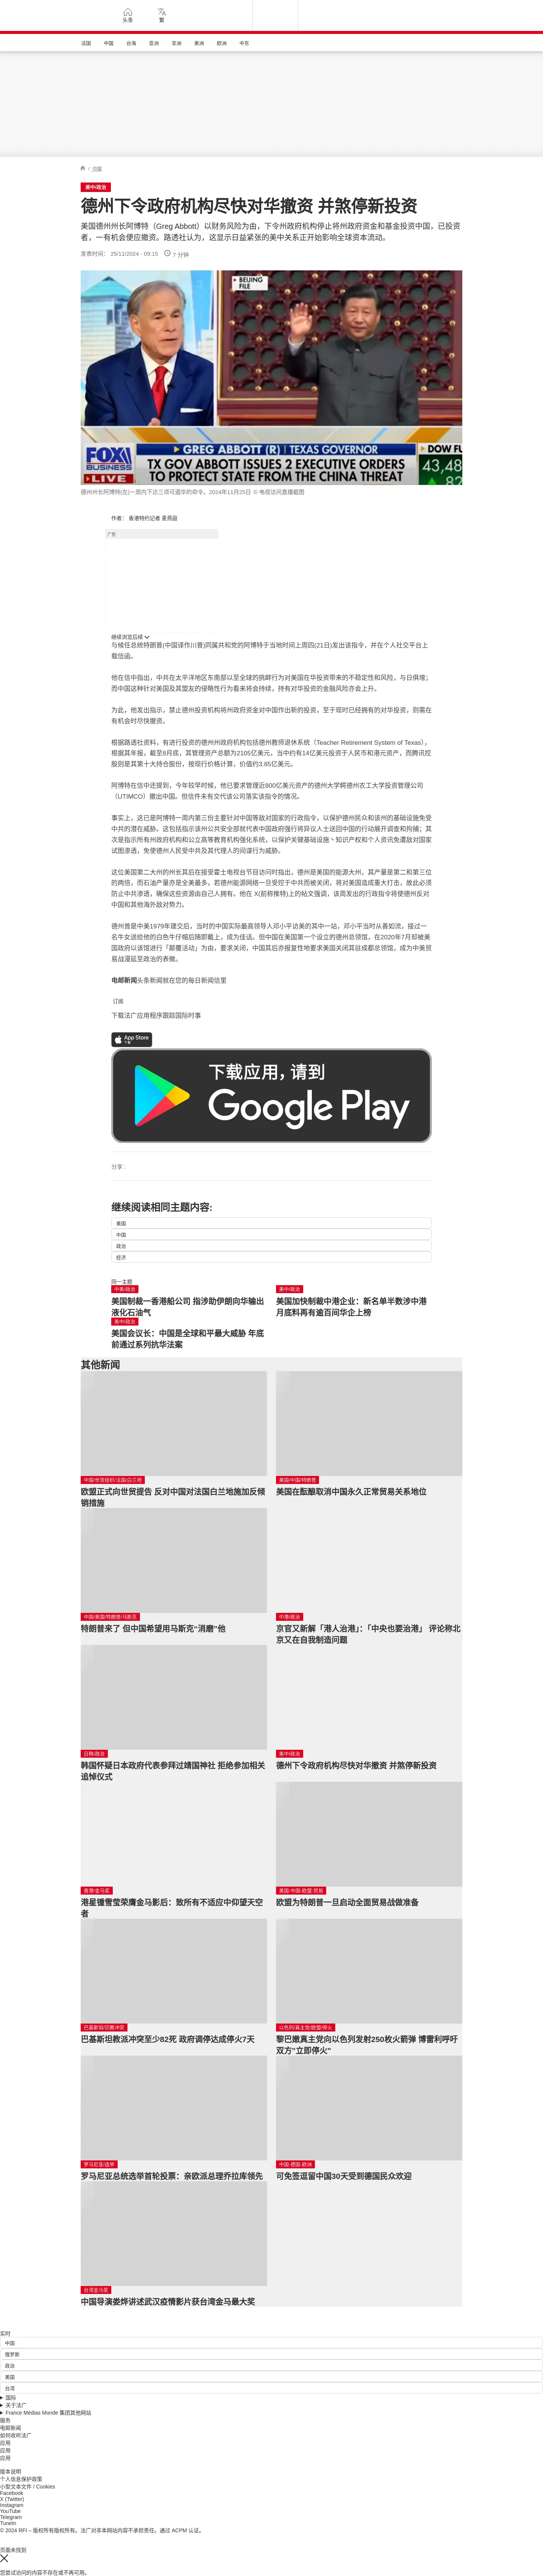 头条
繁
法国
中国
台海
亚洲
非洲
美洲
欧洲
中东
/ 中国
美中/政治
德州下令政府机构尽快对华撤资 并煞停新投资
美国德州州长阿博特（Greg Abbott）以财务风险为由，下令州政府机构停止将州政府资金和基金投资中国，已投资
者，一有机会便应撤资。路透社认为，这显示日益紧张的美中关系正开始影响全球资本流动。
发表时间： 25/11/2024 - 09:15
7 分钟
BEIJING
FILE
FOX
BUSINESS
LIVE
GREG ABBOTT (R) | TEXAS GOVERNOR
TX GOV ABBOTT ISSUES 2 EXECUTIVE ORDERS
TO PROTECT STATE FROM THE CHINA THREAT
DOW FU
43,48
82
德州州长阿博特(左)一周内下达三项可遏华的命令。2024年11月25日 © 电视访问直播截图
作者： 香港特约记者 麦燕庭
广告
继续浏览后续
与候任总统特朗普(中国译作川普)同属共和党的阿博特于当地时间上周四(21日)发出该指令，并在个人社交平台上
载信函。
他在信中指出，中共在太平洋地区东南部以至全球的挑衅行为对美国在华投资带来的不稳定性和风险，与日俱增；
而中国这种针对美国及其盟友的侵略性行为看来将会持续，持有对华投资的金融风险亦会上升。
为此，他发出指示，禁止德州投资机构将州政府资金对中国作出新的投资，至于现时已经拥有的对华投资，则需在
有机会时尽快撤资。
根据路透社资料，有进行投资的德州州政府机构包括德州教师退休系统（Teacher Retirement System of Texas），
根据其年报，截至8月底，其管理资产总额为2105亿美元，当中约有14亿美元投资于人民币和港元资产，而腾讯控
股则是其第十大持仓股份，按现行价格计算，价值约3.85亿美元。
阿博特在信中还提到，今年较早时候，他已要求管理近800亿美元资产的德州大学暨德州农工大学投资管理公司
（UTIMCO）撤出中国。但信件未有交代该公司落实该指令的情况。
事实上，这已是阿博特一周内第三份主要针对中国等敌对国家的行政指令，以保护德州民众和该州的基础设施免受
中共的潜在威胁。这包括指示该州公共安全部就代表中国政府强行将异议人士送回中国的行动展开调查和拘捕；其
次是指示所有州政府机构和公立高等教育机构强化系统，以保护关键基础设施丶知识产权和个人资讯免遭敌对国家
试图渗透，免使德州人民受中共及其代理人的间谍行为威胁。
这位美国第二大州的州长其后在接受霍士电视台节目访问时指出，德州是美国的能源大州，其产量是第二和第三位
的两倍，而石油产量亦是全美最多，若德州能源网络一旦受控于中共而被关闭，将对美国造成重大打击，故此必须
防止中共渗透，确保这些资源由自己人拥有。他在 X(前称推特)上的帖文强调，该周发出的行政指令将使德州反对
中国和其他海外敌对势力。
德州曾是中美1979年建交后，当时的中国实际最高领导人邓小平访美的其中一站，邓小平当时从善如流，接过一
名牛女送给他的白色牛仔帽后随即戴上，成为佳话。但中国在美国第一个设立的德州总领馆，在2020年7月却被美
国政府以该馆进行「颠覆活动」为由，要求关闭，中国其后亦报复性地要求美国关闭其驻成都总领馆，成为中美贸
易战漫延至政治的表徵。
电邮新闻头条新闻就在您的每日新闻信里
订阅
下载法广应用程序跟踪国际时事
App Store
下载应用，请到
Google Play
分享 :
继续阅读相同主题内容:
美国
中国
政治
经济
同一主题
中美/政治
美国制裁一香港船公司 指涉助伊朗向华输出
液化石油气
美中/政治
美国加快制裁中港企业：新名单半数涉中港
月底料再有逾百间华企上榜
美中/政治
美国会议长：中国是全球和平最大威胁 年底
前通过系列抗华法案
其他新闻
中国/世贸组织/法国/白兰地
欧盟正式向世贸提告 反对中国对法国白兰地施加反倾
销措施
美国/中国/特朗普
美国在酝酿取消中国永久正常贸易关系地位
中国/美国/特朗普/马斯克
特朗普来了 但中国希望用马斯克"消磨"他
中港/政治
京官又新解「港人治港」：「中央也要治港」 评论称北
京又在自我制造问题
日韩/政治
韩国怀疑日本政府代表参拜过靖国神社 拒绝参加相关
追悼仪式
美中/政治
德州下令政府机构尽快对华撤资 并煞停新投资
香港/金马奖
港星锺雪莹荣膺金马影后：致所有不适应中仰望天空
者
美国·中国·欧盟·贸易
欧盟为特朗普一旦启动全面贸易战做准备
巴基斯坦/宗教冲突
巴基斯坦教派冲突至少82死 政府调停达成停火7天
以色列/真主党/欧盟/停火
黎巴嫩真主党向以色列发射250枚火箭弹 博雷利呼吁
双方"立即停火"
罗马尼亚/选举
罗马尼亚总统选举首轮投票：亲欧派总理乔拉库领先
中国·德国·欧洲
可免签逗留中国30天受到德国民众欢迎
台湾金马奖
中国导演娄烨讲述武汉疫情影片获台湾金马最大奖
实时
中国
俄罗斯
政治
美国
台湾
国际
关于法广
France Médias Monde 集团其他网站
服务
电邮新闻
如何收听法广
应用
应用
应用
版本说明
个人信息保护政策
小型文本文件 / Cookies
Facebook
X (Twitter)
Instagram
YouTube
Telegram
TuneIn
© 2024 RFI – 版权所有版权所有。法广对非本网站内容不承担责任。通过 ACPM 认证。
页面未找到
您尝试访问的内容不存在或不再可用。